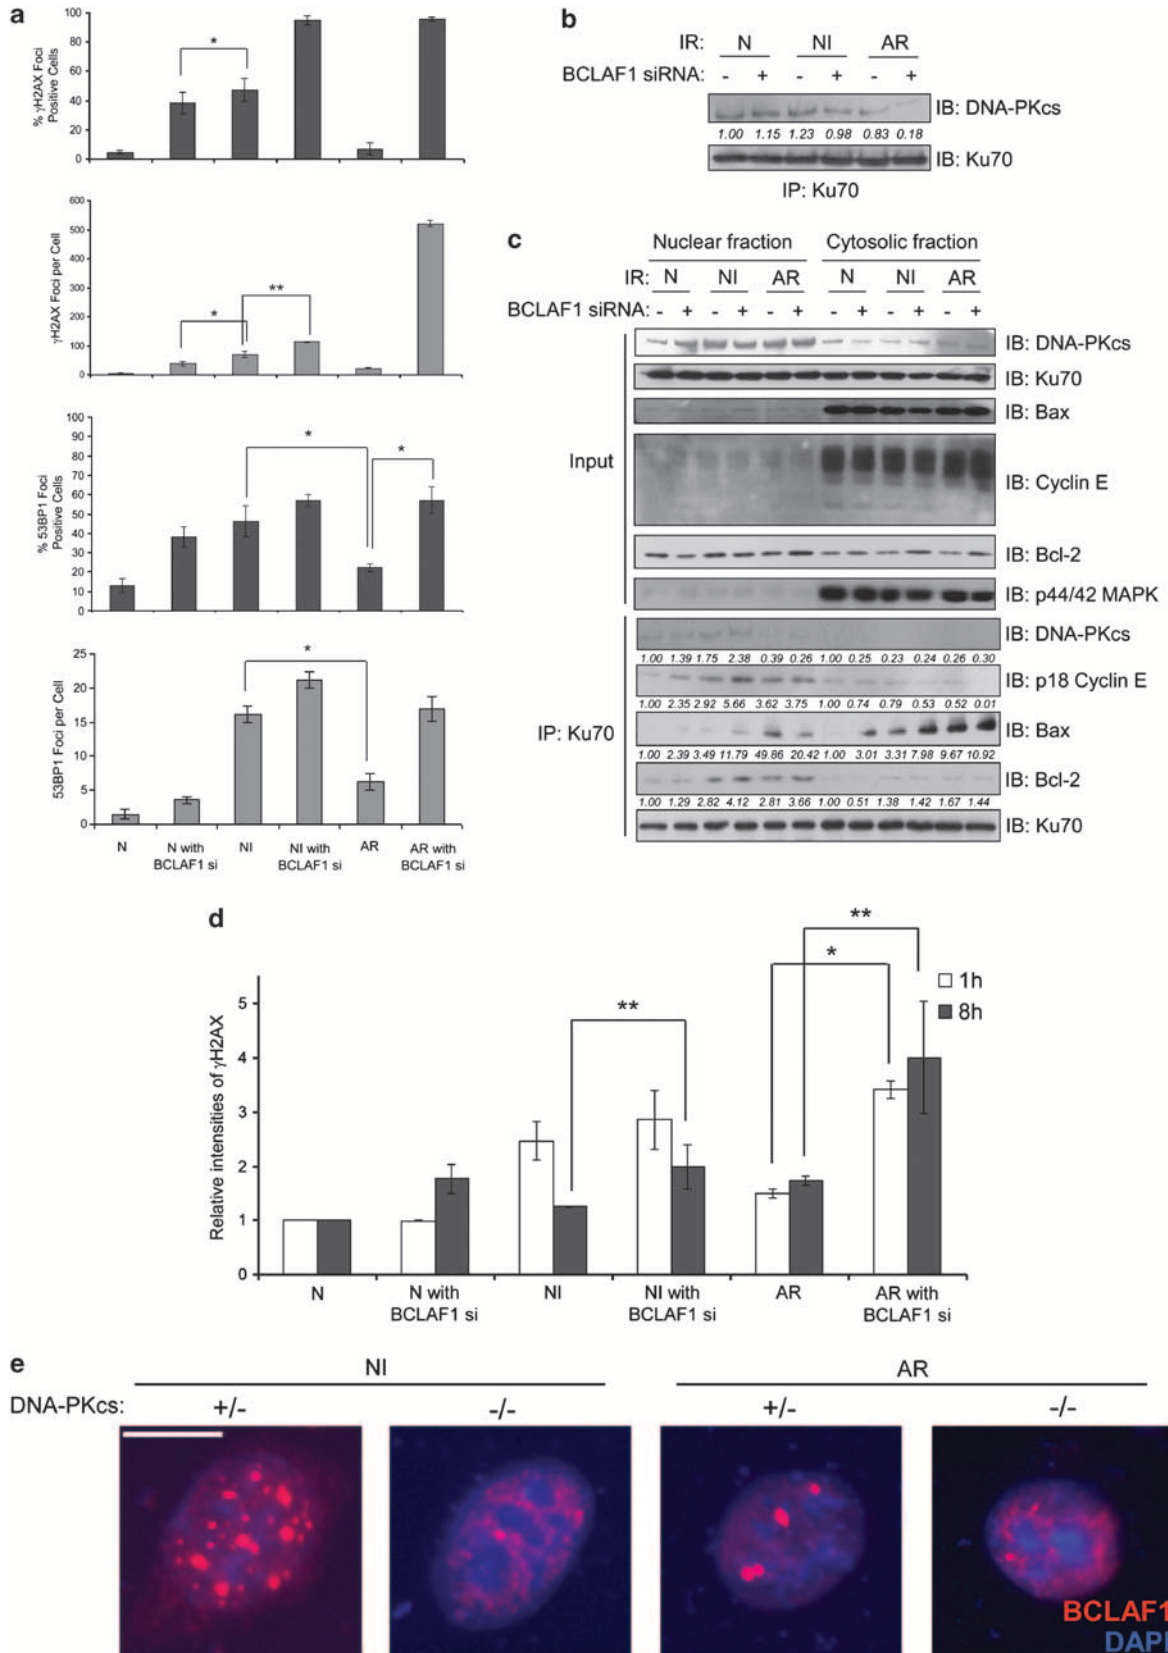 a
% γH2AX Foci
Positive Cells
100
80
60
40
20
0
*
γH2AX Foci per Cell
600
500
400
300
200
100
0
*
**
% 53BP1 Foci
Positive Cells
100
90
80
70
60
50
40
30
20
10
0
*
*
53BP1 Foci per Cell
25
20
15
10
5
0
*
N
N with
BCLAF1 si
NI
NI with
BCLAF1 si
AR
AR with
BCLAF1 si
b
IR: N NI AR
BCLAF1 siRNA: - + - + - +
IB: DNA-PKcs
1.00 1.15 1.23 0.98 0.83 0.18
IB: Ku70
IP: Ku70
c
Nuclear fraction Cytosolic fraction
IR: N NI AR N NI AR
BCLAF1 siRNA: - + - + - + - + - + - +
Input
IB: DNA-PKcs
IB: Ku70
IB: Bax
IB: Cyclin E
IB: Bcl-2
IB: p44/42 MAPK
IP: Ku70
IB: DNA-PKcs
1.00 1.39 1.75 2.38 0.39 0.26 1.00 0.25 0.23 0.24 0.26 0.30
IB: p18 Cyclin E
1.00 2.35 2.92 5.66 3.62 3.75 1.00 0.74 0.79 0.53 0.52 0.01
IB: Bax
1.00 2.39 3.49 11.79 49.86 20.42 1.00 3.01 3.31 7.98 9.67 10.92
IB: Bcl-2
1.00 1.29 2.82 4.12 2.81 3.66 1.00 0.51 1.38 1.42 1.67 1.44
IB: Ku70
d
Relative intensities of γH2AX
5
4
3
2
1
0
**
*
**
1h
8h
N
N with
BCLAF1 si
NI
NI with
BCLAF1 si
AR
AR with
BCLAF1 si
e
NI AR
DNA-PKcs: +/- -/- +/- -/-
BCLAF1
DAPI